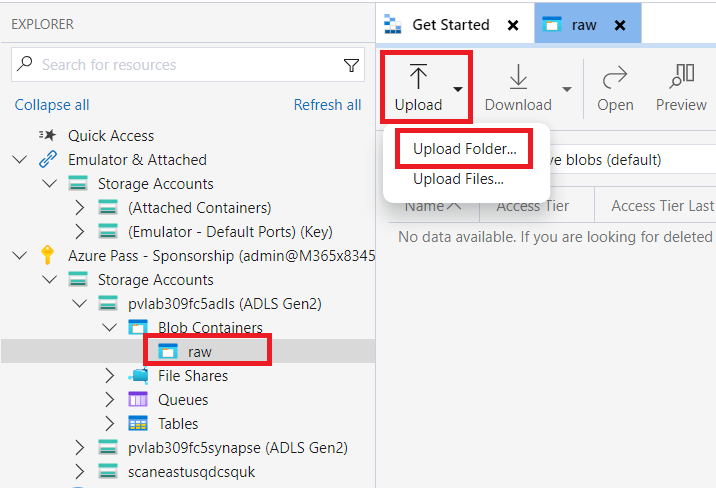 EXPLORER
Search for resources
Collapse all
Refresh all
Quick Access
Emulator & Attached
Storage Accounts
(Attached Containers)
(Emulator - Default Ports) (Key)
Azure Pass - Sponsorship (admin@M365x8345
Storage Accounts
pvlab309fc5adls (ADLS Gen2)
Blob Containers
raw
File Shares
Queues
Tables
pvlab309fc5synapse (ADLS Gen2)
scaneastusqdcsquk
Get Started
raw
Upload
Download
Open
Preview
Upload Folder...
Upload Files...
ve blobs (default)
Name
Access Tier
Access Tier Last
No data available. If you are looking for deleted